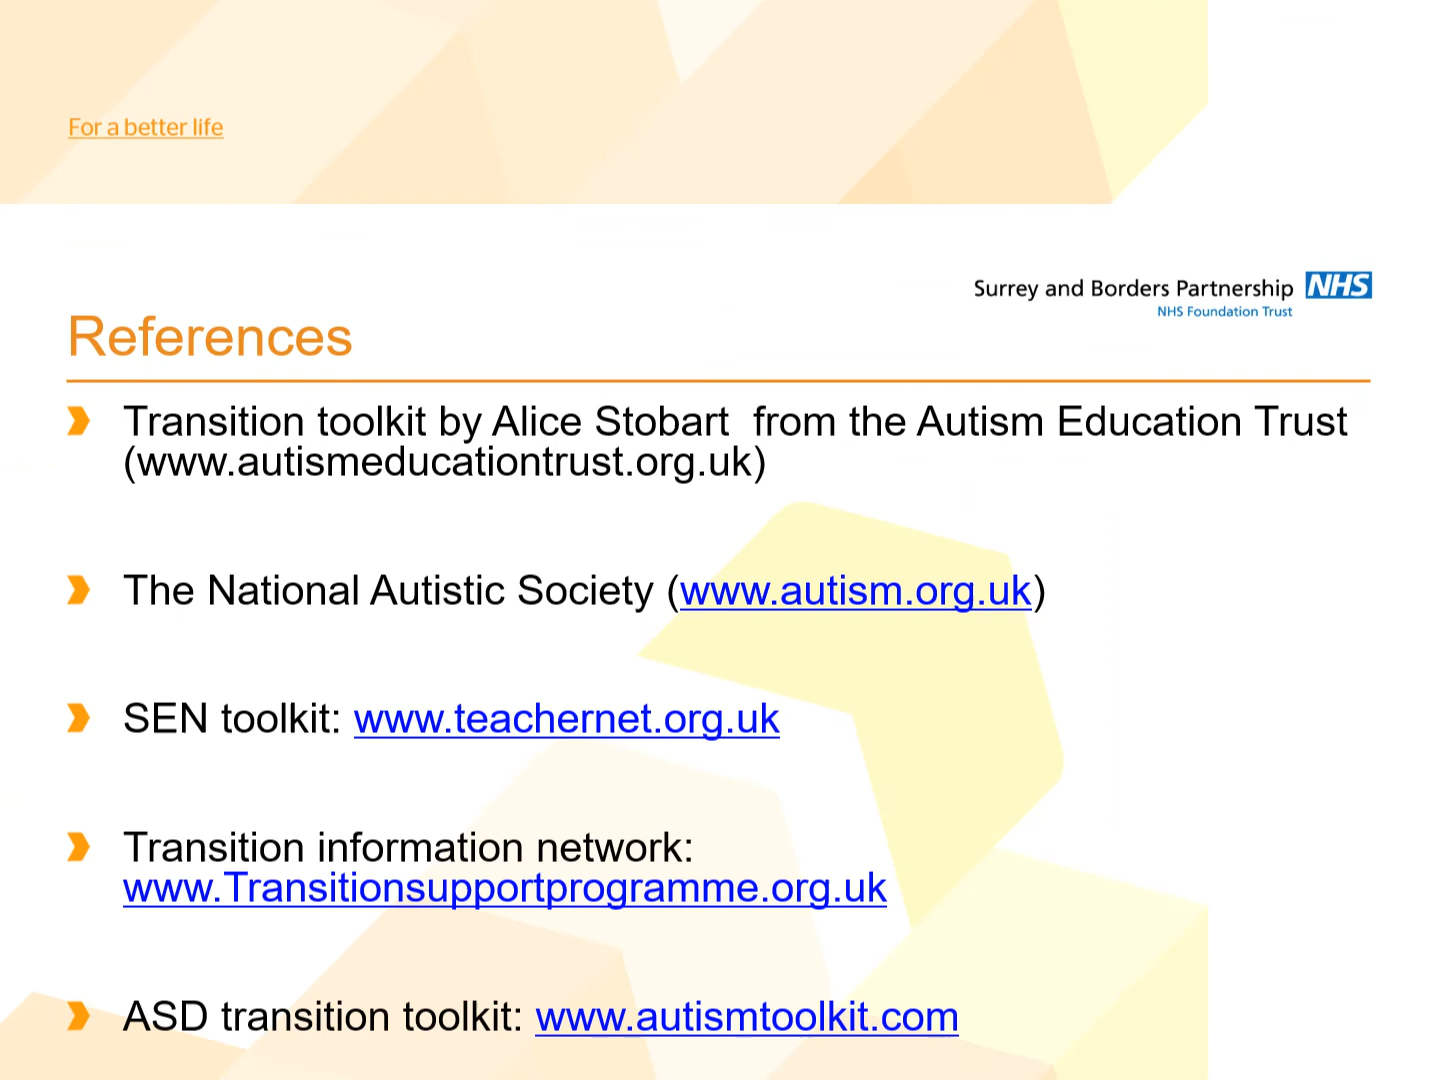 For a better life
Surrey and Borders Partnership NHS
NHS Foundation Trust
References
Transition toolkit by Alice Stobart  from the Autism Education Trust
(www.autismeducationtrust.org.uk)
The National Autistic Society (www.autism.org.uk)
SEN toolkit: www.teachernet.org.uk
Transition information network:
www.Transitionsupportprogramme.org.uk
ASD transition toolkit: www.autismtoolkit.com